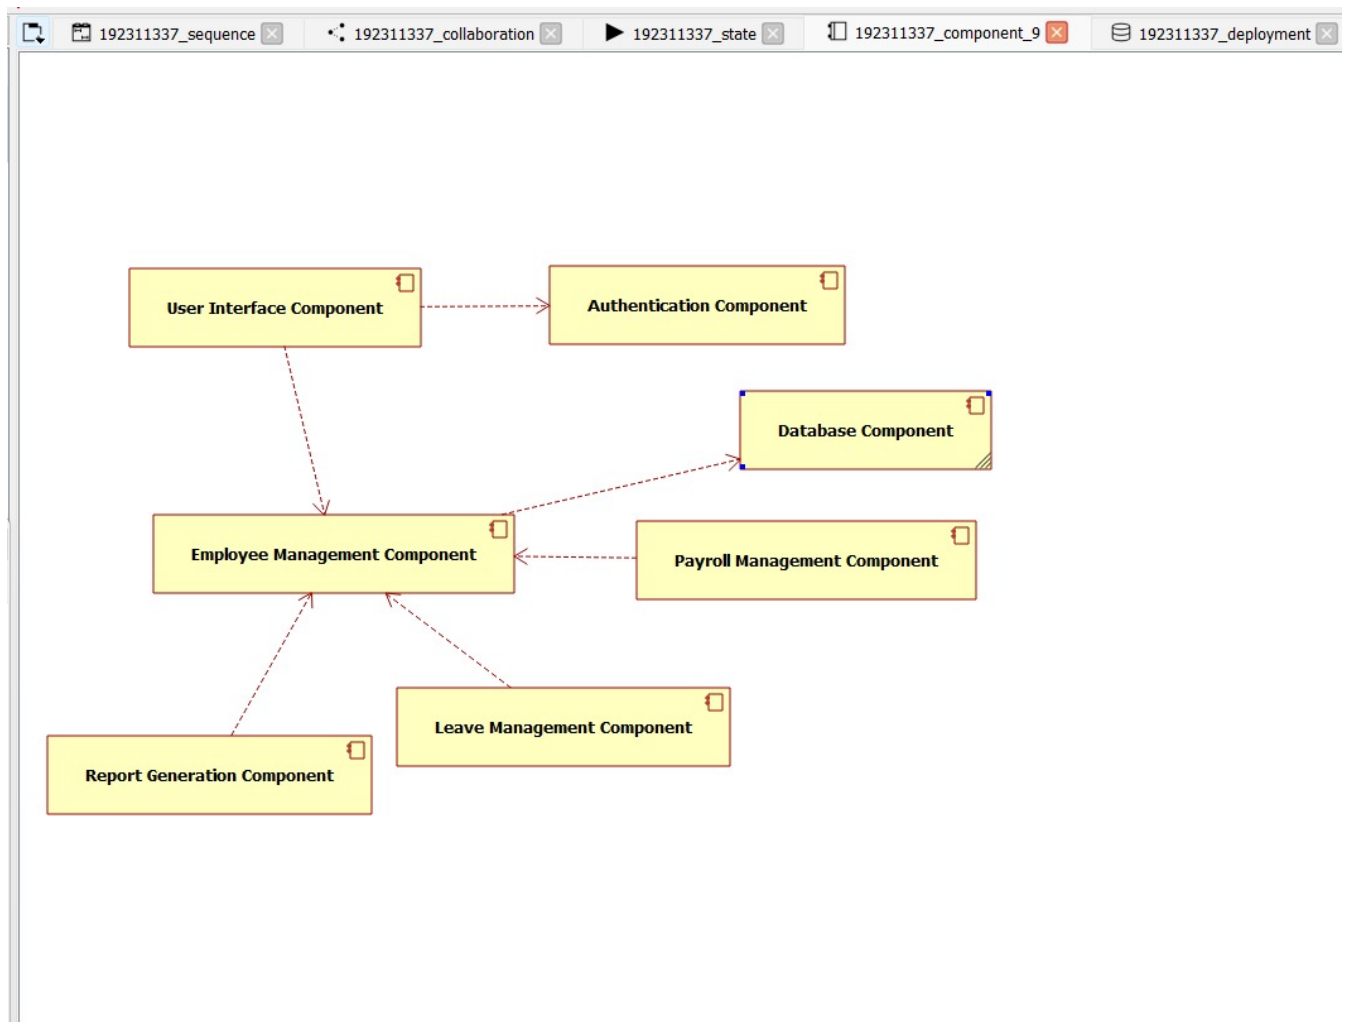 192311337_sequence
192311337_collaboration
192311337_state
192311337_component_9
192311337_deployment
User Interface Component
Authentication Component
Database Component
Employee Management Component
Payroll Management Component
Leave Management Component
Report Generation Component